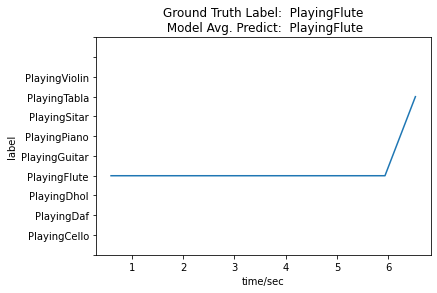 Ground Truth Label:  PlayingFlute
Model Avg. Predict:  PlayingFlute
label
PlayingViolin
PlayingTabla
PlayingSitar
PlayingPiano
PlayingGuitar
PlayingFlute
PlayingDhol
PlayingDaf
PlayingCello
1 2 3 4 5 6
time/sec